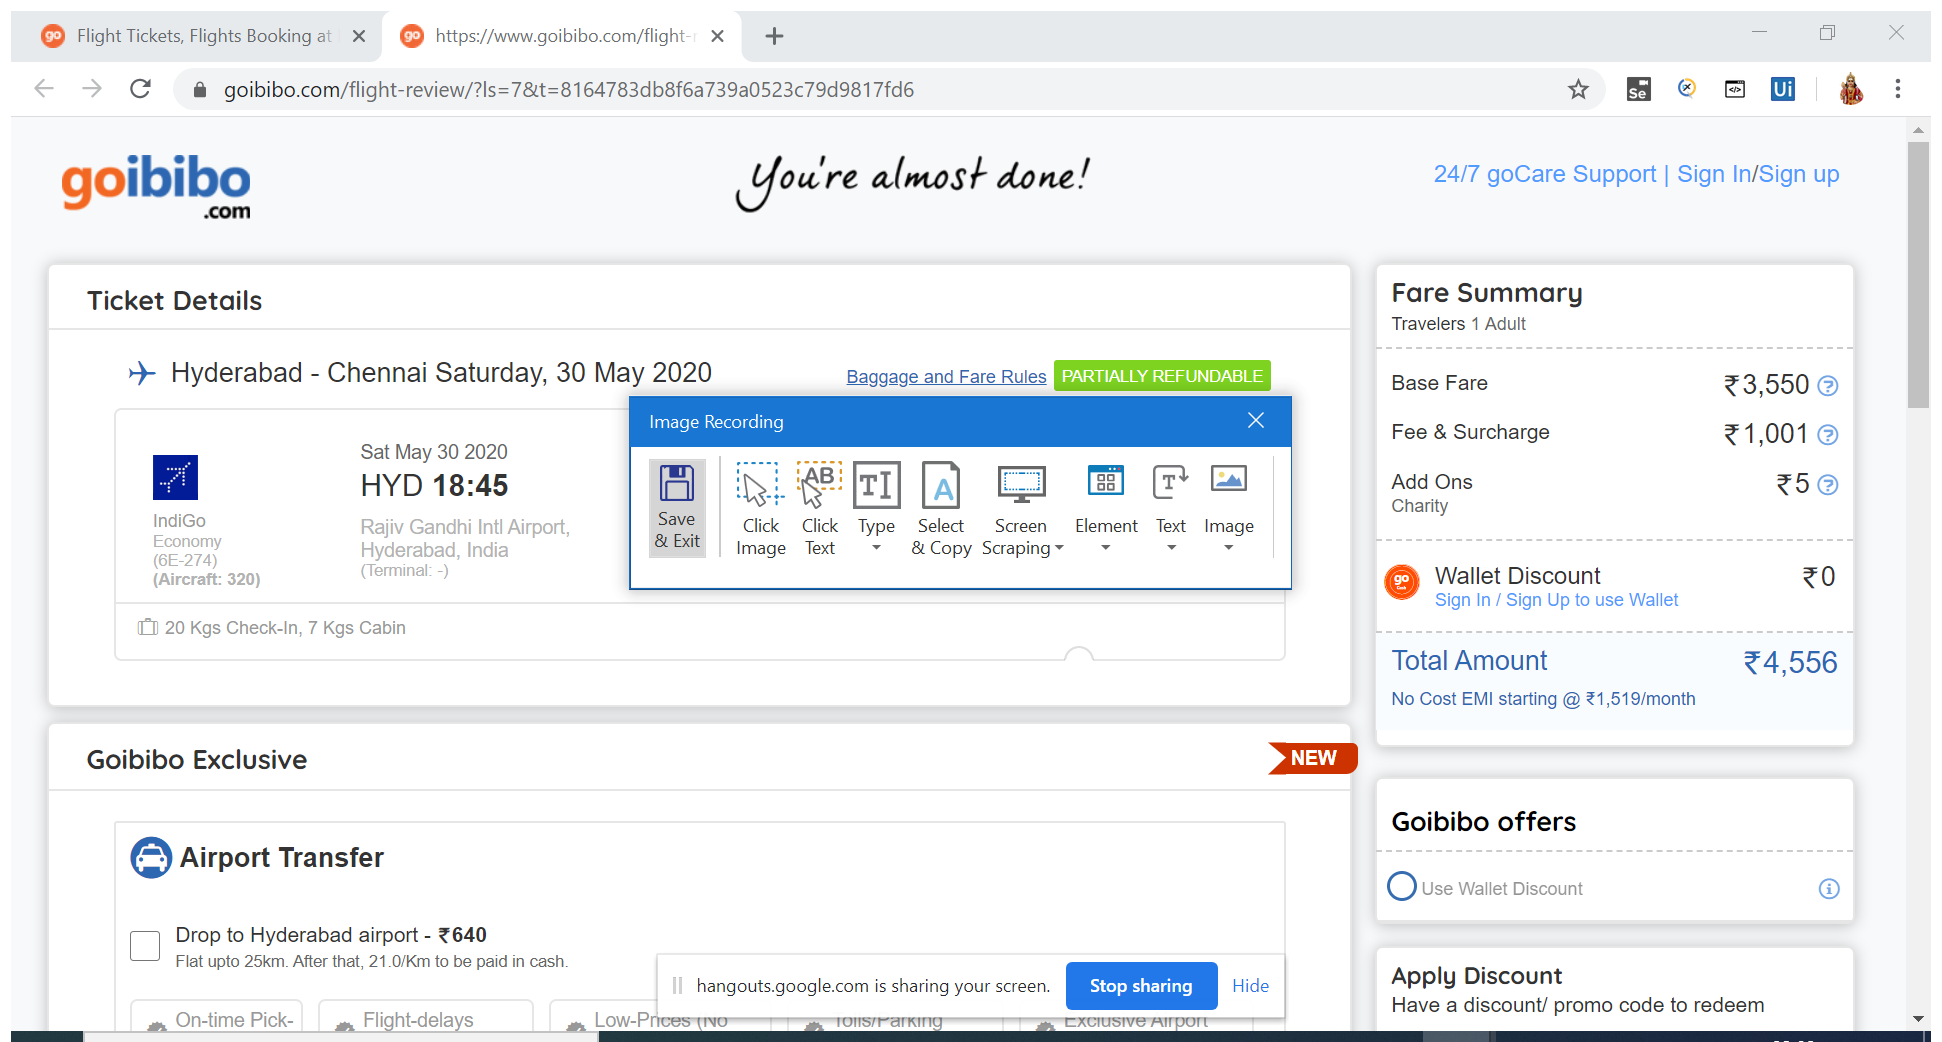 Flight Tickets, Flights Booking at
https://www.goibibo.com/flight-r
goibibo.com/flight-review/?ls=7&t=8164783db8f6a739a0523c79d9817fd6
Se
Ui
goibibo
.com
You're almost done!
24/7 goCare Support | Sign In/Sign up
Ticket Details
Hyderabad - Chennai Saturday, 30 May 2020
Baggage and Fare Rules
PARTIALLY REFUNDABLE
IndiGo
Economy
(6E-274)
(Aircraft: 320)
Sat May 30 2020
HYD 18:45
Rajiv Gandhi Intl Airport,
Hyderabad, India
(Terminal: -)
20 Kgs Check-In, 7 Kgs Cabin
Image Recording
Save
& Exit
Click
Image
Click
Text
Type
Select
& Copy
Screen
Scraping
Element
Text
Image
Fare Summary
Travelers 1 Adult
Base Fare ₹3,550
Fee & Surcharge ₹1,001
Add Ons ₹5
Charity
Wallet Discount ₹0
Sign In / Sign Up to use Wallet
Total Amount ₹4,556
No Cost EMI starting @ ₹1,519/month
Goibibo Exclusive
NEW
Airport Transfer
Drop to Hyderabad airport - ₹640
Flat upto 25km. After that, 21.0/Km to be paid in cash.
On-time Pick-
Flight-delays
Low-Prices (No
Tolls/Parking
Exclusive Airport
hangouts.google.com is sharing your screen.
Stop sharing
Hide
Goibibo offers
Use Wallet Discount
Apply Discount
Have a discount/ promo code to redeem